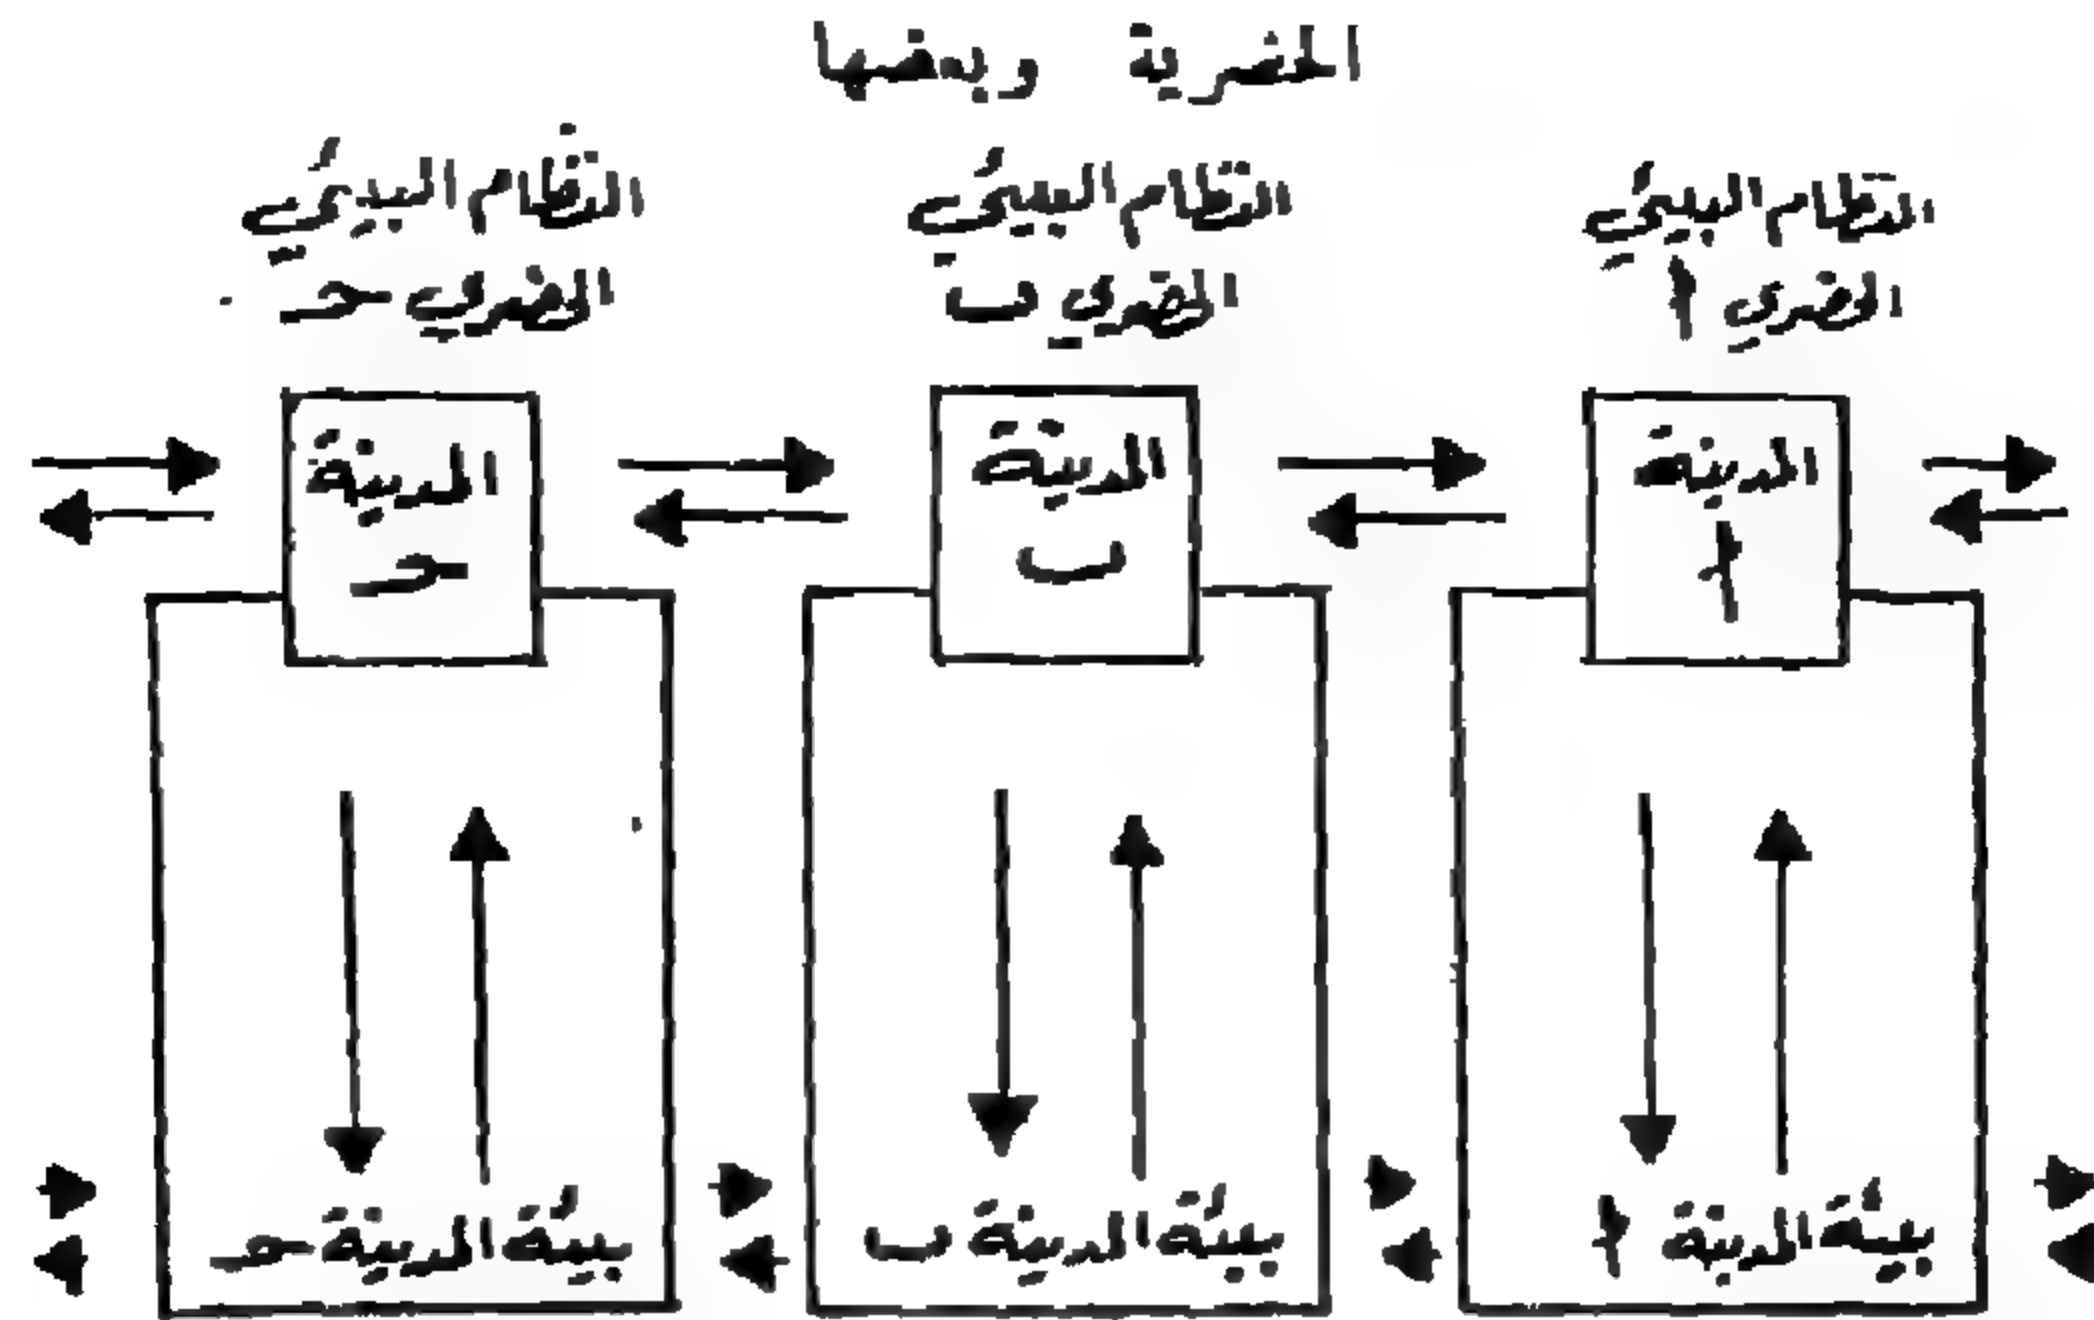 الحضرية وبعضها
النظام البيئي
الحضري أ
النظام البيئي
الحضري ب
النظام البيئي
الحضري حـ
المدينة
أ
المدينة
ب
المدينة
حـ
بيئة المدينة أ
بيئة المدينة ب
بيئة المدينة حـ